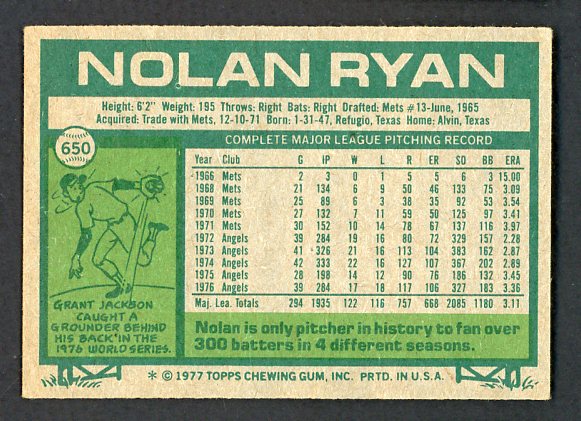 NOLAN RYAN
Height: 6'2" Weight: 195 Throws: Right Bats: Right Drafted: Mets #13-June, 1965
Acquired: Trade with Mets, 12-10-71 Born: 1-31-47, Refugio, Texas Home: Alvin, Texas
650
COMPLETE MAJOR LEAGUE PITCHING RECORD
Year Club G IP W L R ER SO BB ERA
1966 Mets 2 3 0 1 5 5 6 3 15.00
1968 Mets 21 134 6 9 50 46 133 75 3.09
1969 Mets 25 89 6 3 38 35 92 53 3.54
1970 Mets 27 132 7 11 59 50 125 97 3.41
1971 Mets 30 152 10 14 78 67 137 116 3.97
1972 Angels 39 284 19 16 80 72 329 157 2.28
1973 Angels 41 326 21 16 113 104 383 162 2.87
1974 Angels 42 333 22 16 127 107 367 202 2.89
1975 Angels 28 198 14 12 90 76 186 132 3.45
1976 Angels 39 284 17 18 117 106 327 183 3.36
Maj. Lea. Totals 294 1935 122 116 757 668 2085 1180 3.11
GRANT JACKSON
CAUGHT A
GROUNDER BEHIND
HIS BACK IN THE
1976 WORLD SERIES.
Nolan is only pitcher in history to fan over
300 batters in 4 different seasons.
* © 1977 TOPPS CHEWING GUM, INC. PRTD. IN U.S.A.